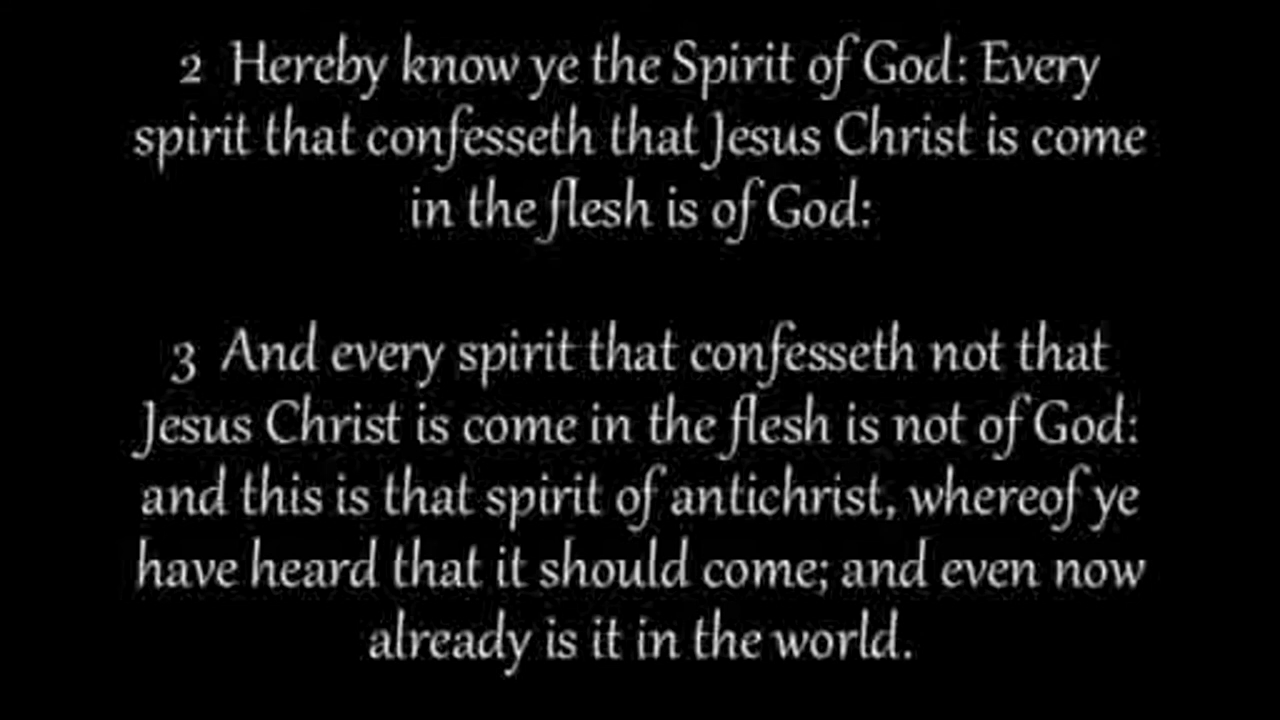 2 Hereby know ye the Spirit of God: Every
spirit that confesseth that Jesus Christ is come
in the flesh is of God:
3 And every spirit that confesseth not that
Jesus Christ is come in the flesh is not of God:
and this is that spirit of antichrist, whereof ye
have heard that it should come; and even now
already is it in the world.